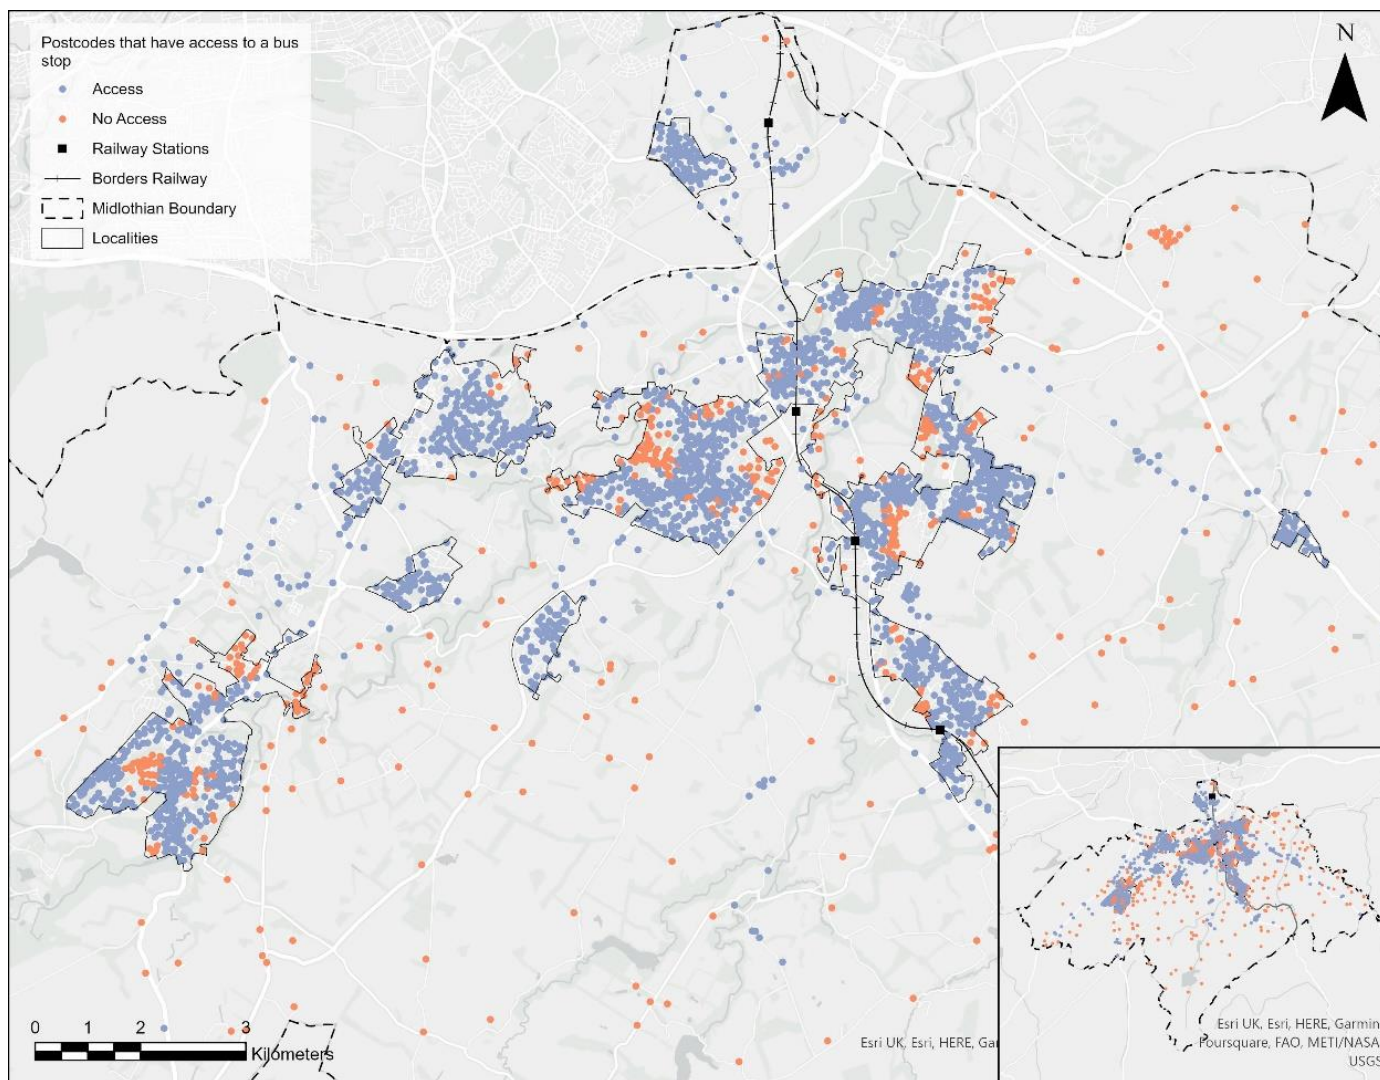 Postcodes that have access to a bus
stop
Access
No Access
Railway Stations
Borders Railway
Midlothian Boundary
Localities
N
0 1 2 3
Kilometers
Esri UK, Esri, HERE, Gar
Esri UK, Esri, HERE, Garmin,
Foursquare, FAO, METI/NASA,
USGS